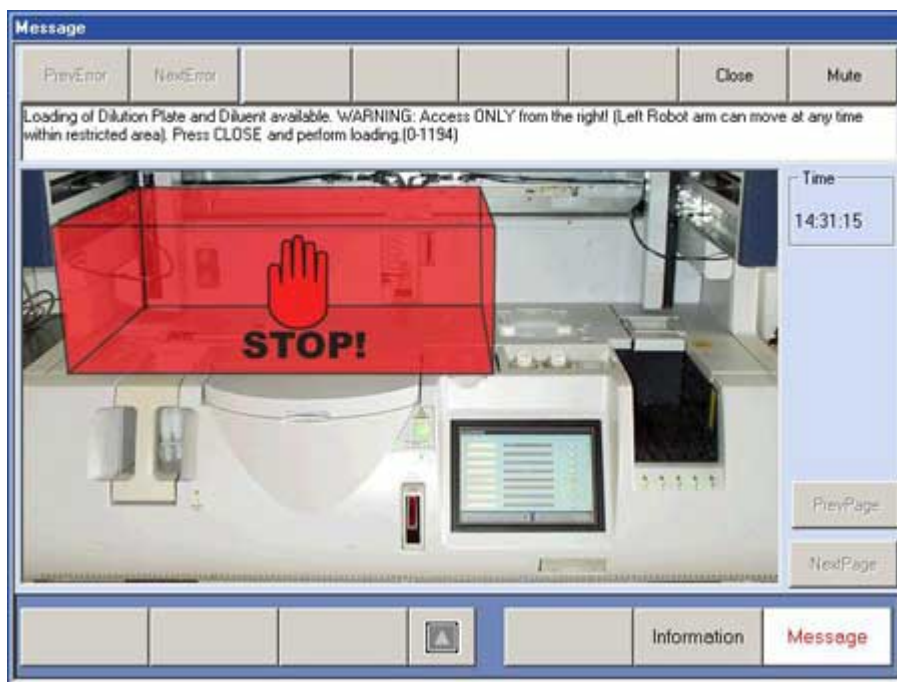 Message
PrevError NextError Close Mute
Loading of Dilution Plate and Diluent available. WARNING: Access ONLY from the right! (Left Robot arm can move at any time
within restricted area). Press CLOSE and perform loading.(0-1194)
Time
14:31:15
STOP!
PrevPage
NextPage
Information Message